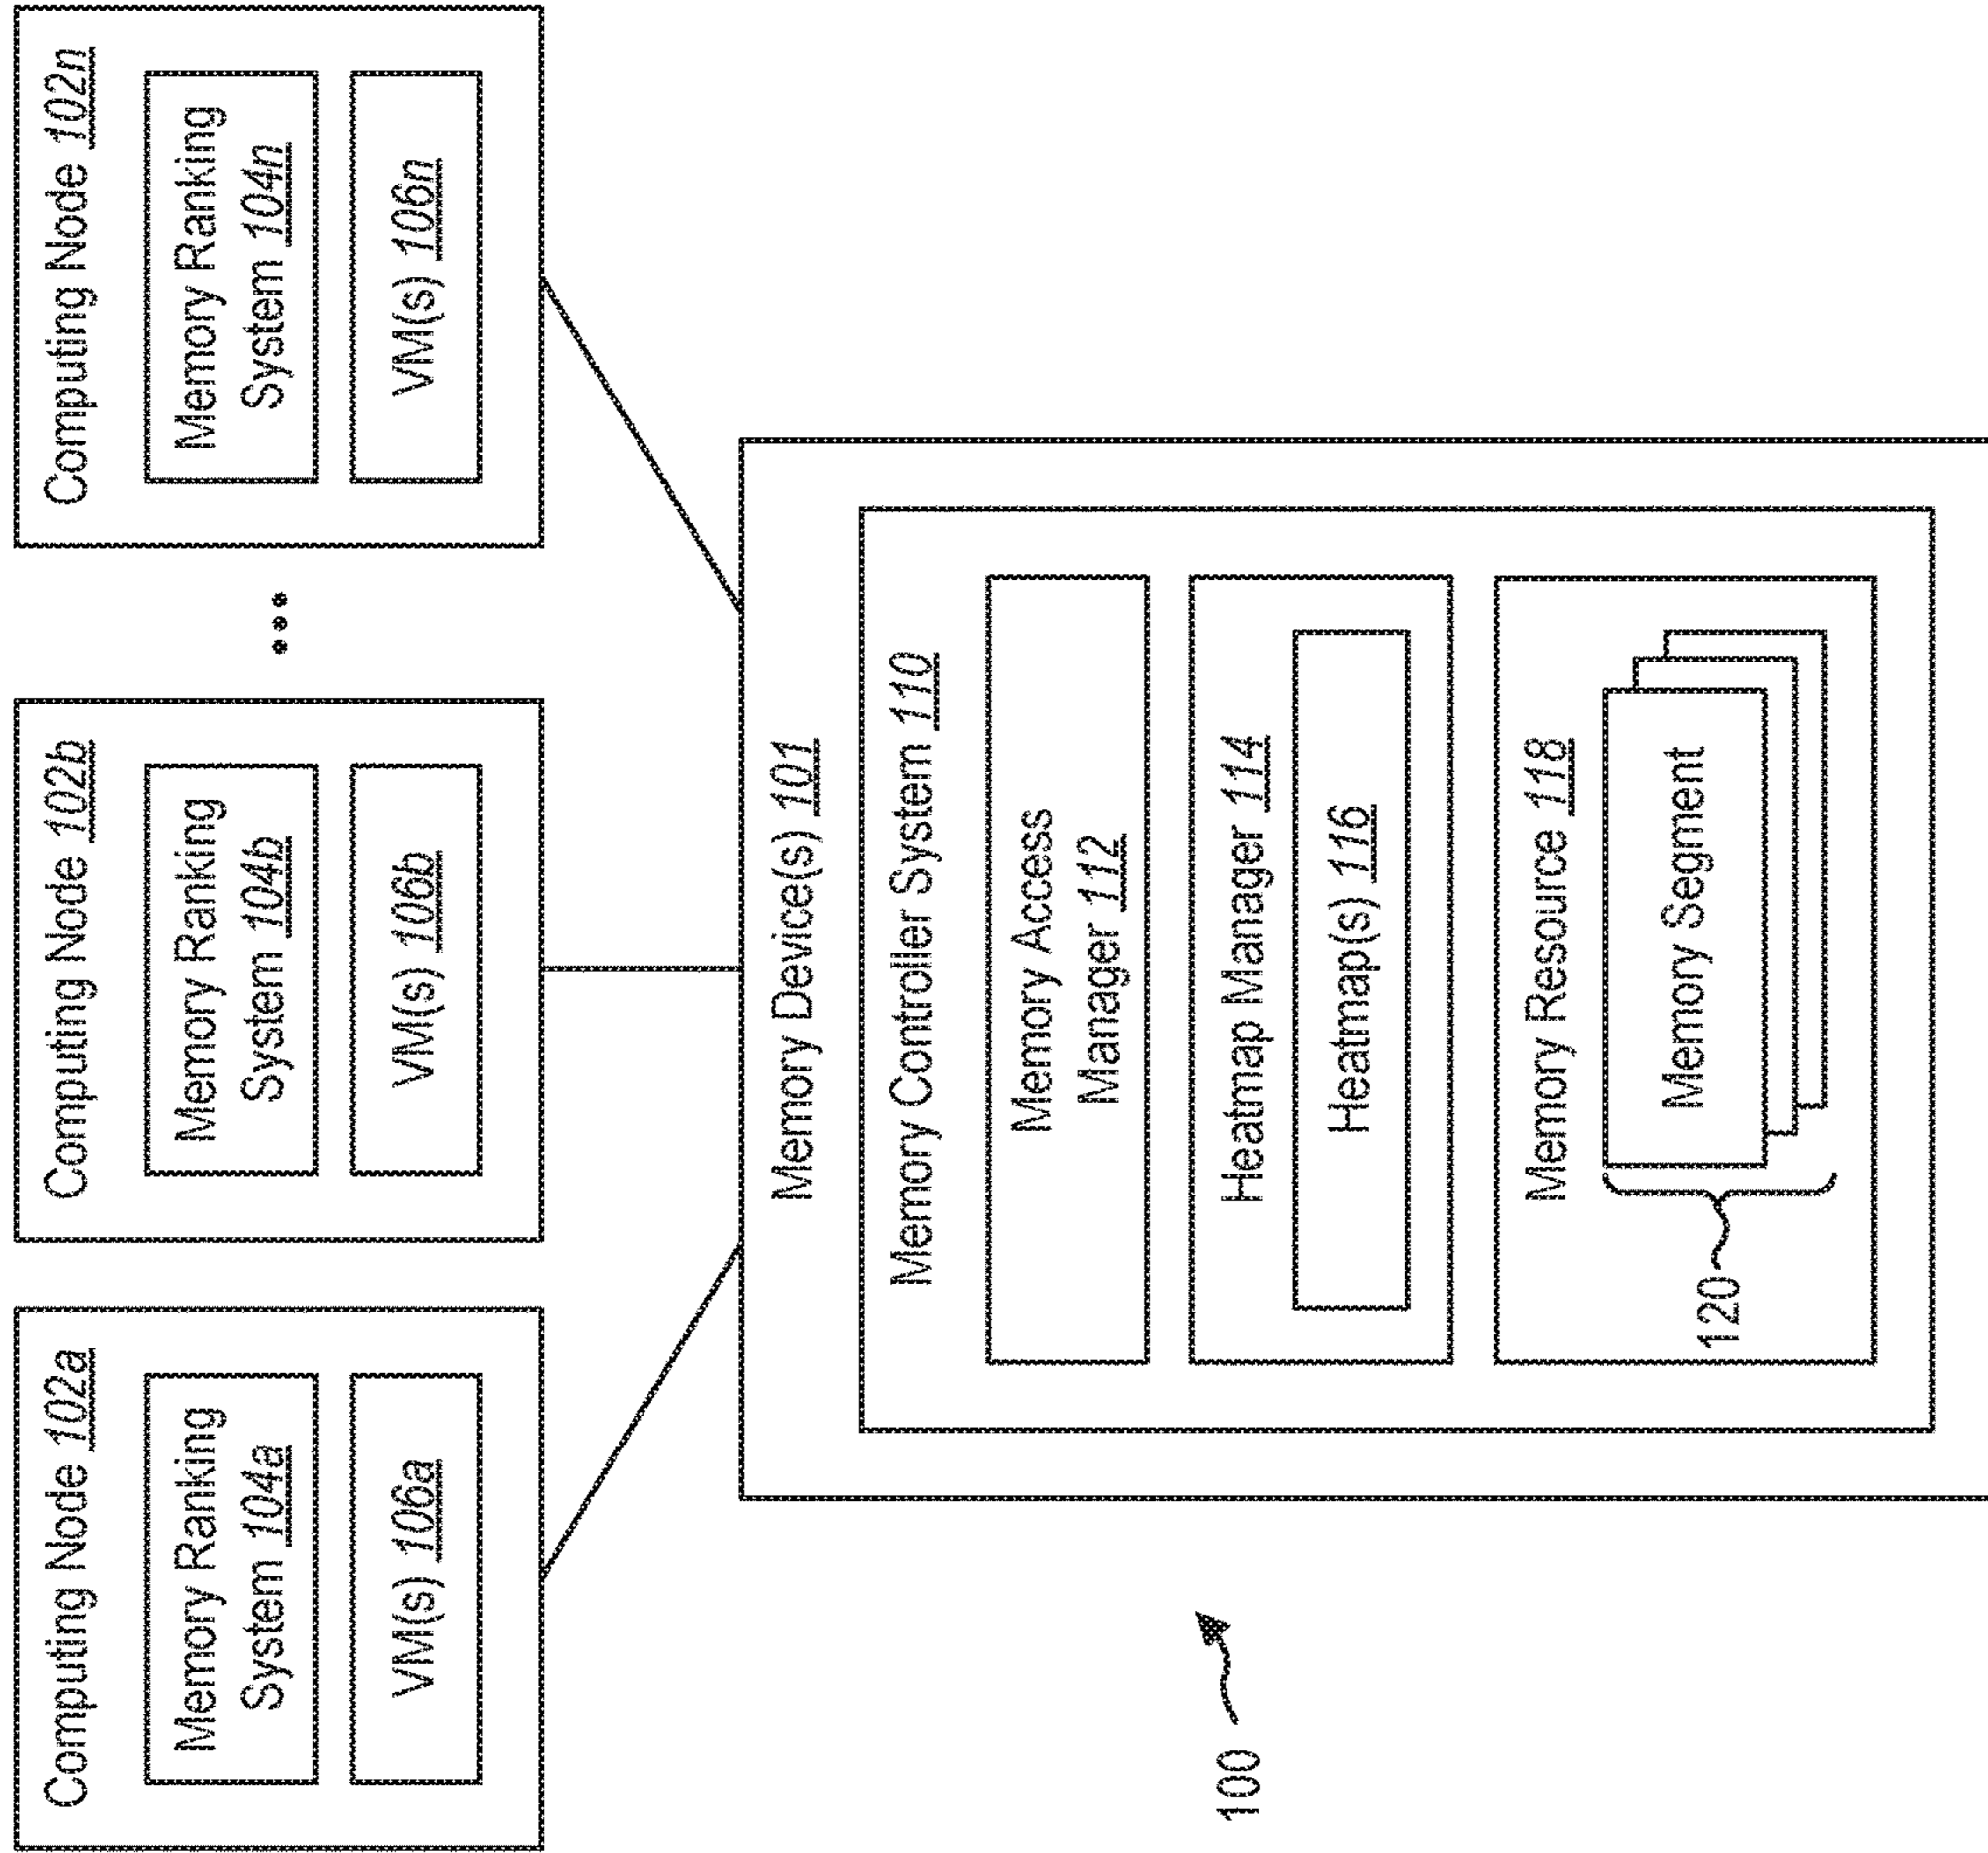 Computing Node 102a
Memory Ranking
System 104a
VM(s) 106a
Computing Node 102b
Memory Ranking
System 104b
VM(s) 106b
...
Computing Node 102n
Memory Ranking
System 104n
VM(s) 106n
Memory Device(s) 101
Memory Controller System 110
Memory Access
Manager 112
Heatmap Manager 114
Heatmap(s) 116
Memory Resource 118
Memory Segment
120
100